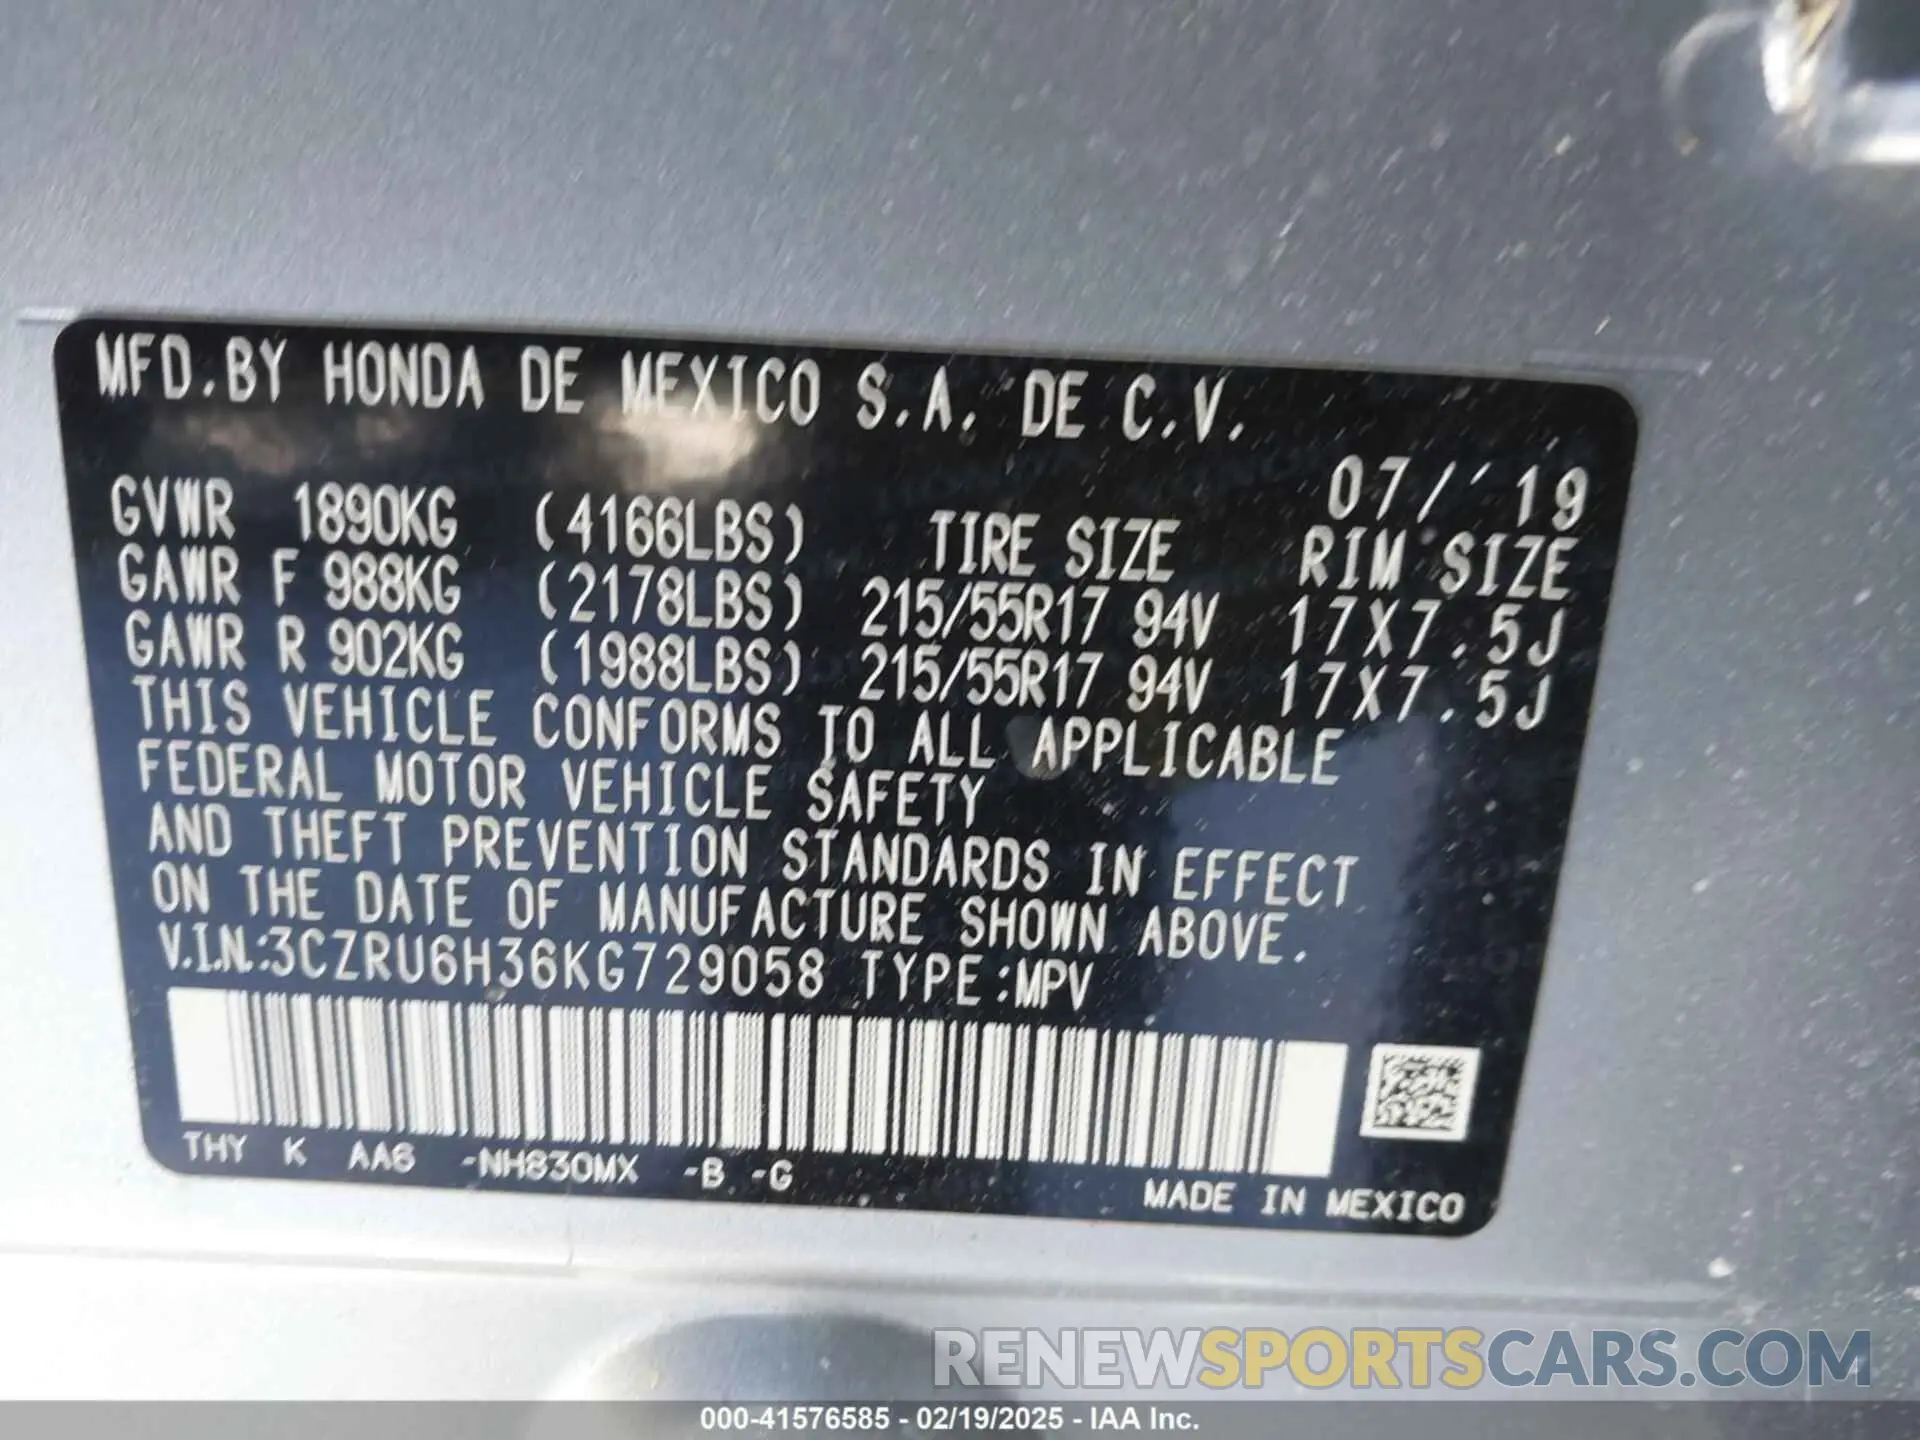 MFD.BY HONDA DE MEXICO S.A. DE C.V.
07/'19
GVWR 1890KG (4166LBS) TIRE SIZE RIM SIZE
GAWR F 988KG (2178LBS) 215/55R17 94V 17X7.5J
GAWR R 902KG (1988LBS) 215/55R17 94V 17X7.5J
THIS VEHICLE CONFORMS TO ALL APPLICABLE
FEDERAL MOTOR VEHICLE SAFETY
AND THEFT PREVENTION STANDARDS IN EFFECT
ON THE DATE OF MANUFACTURE SHOWN ABOVE.
V.I.N.:3CZRU6H36KG729058 TYPE:MPV
THY K AA6 -NH830MX -B -G
MADE IN MEXICO
RENEWSPORTSCARS.COM
000-41576585 - 02/19/2025 - IAA Inc.